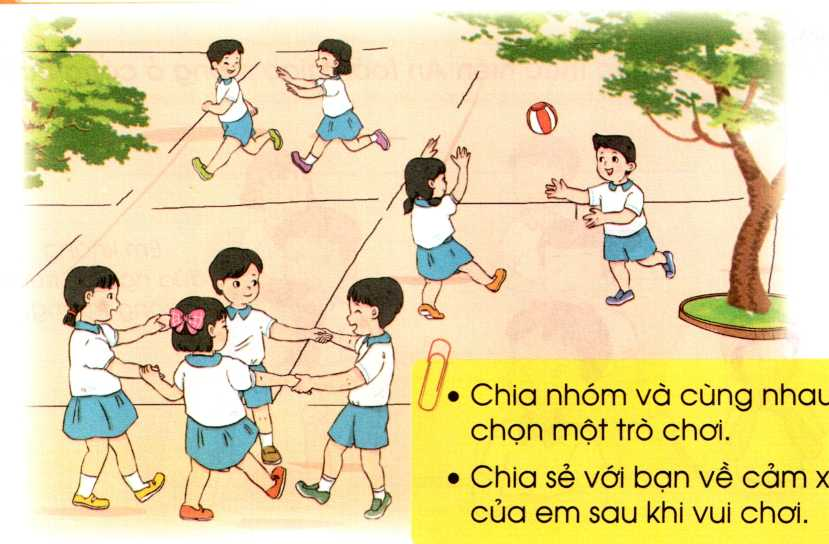 • Chia nhóm và cùng nhau
chọn một trò chơi.
• Chia sẻ với bạn về cảm x
của em sau khi vui chơi.